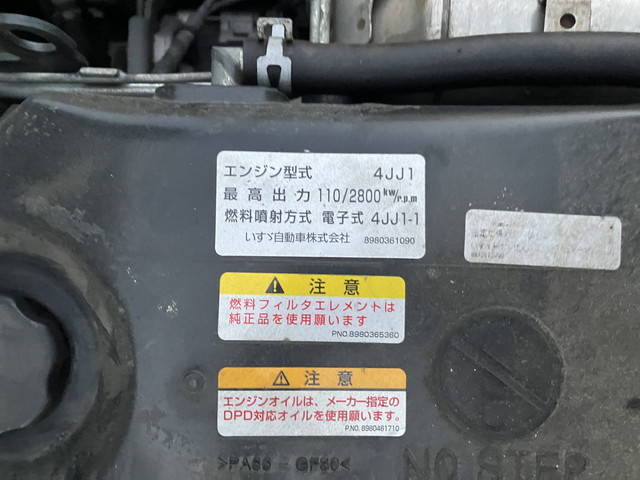 エンジン型式 4JJ1
最高出力 110/2800 kw/r.p.m
燃料噴射方式 電子式 4JJ1-1
いすゞ自動車株式会社 8980361090
⚠ 注意
燃料フィルタエレメントは
純正品を使用願います
PNO.8980365360
⚠ 注意
エンジンオイルは、メーカー指定の
DPD対応オイルを使用願います。
P.NO. 8980461710
>PA66-GF30<
NO STEP